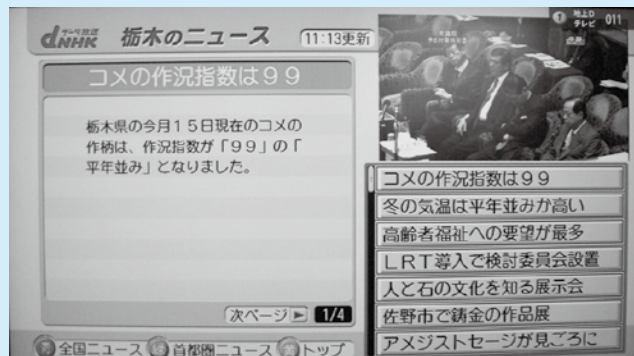 データ放送
dNHK
栃木のニュース
11:13更新
地上D
テレビ 011
コメの作況指数は99
栃木県の今月15日現在のコメの
作柄は、作況指数が「99」の「
平年並み」となりました。
次ページ 1/4
コメの作況指数は99
冬の気温は平年並みか高い
高齢者福祉への要望が最多
LRT導入で検討委員会設置
人と石の文化を知る展示会
佐野市で鋳金の作品展
アメジストセージが見ごろに
全国ニュース 首都圏ニュース トップ